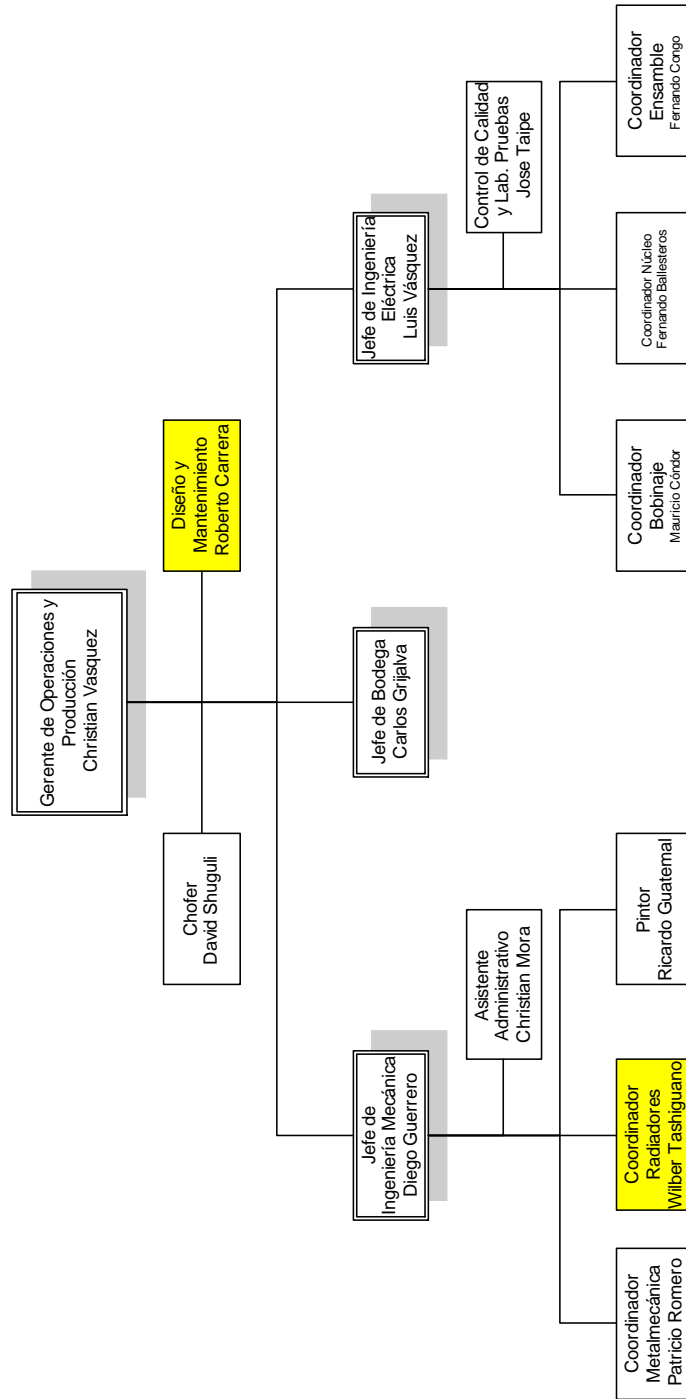 Gerente de Operaciones y
Producción
Christian Vasquez
Chofer
David Shuguli
Diseño y
Mantenimiento
Roberto Carrera
Jefe de
Ingeniería Mecánica
Diego Guerrero
Jefe de Bodega
Carlos Grijalva
Jefe de Ingeniería
Eléctrica
Luis Vásquez
Asistente
Administrativo
Christian Mora
Control de Calidad
y Lab. Pruebas
Jose Taipe
Coordinador
Metalmecánica
Patricio Romero
Coordinador
Radiadores
Wilber Tashiguano
Pintor
Ricardo Guatemal
Coordinador
Bobinaje
Mauricio Cóndor
Coordinador Núcleo
Fernando Ballesteros
Coordinador
Ensamble
Fernando Congo